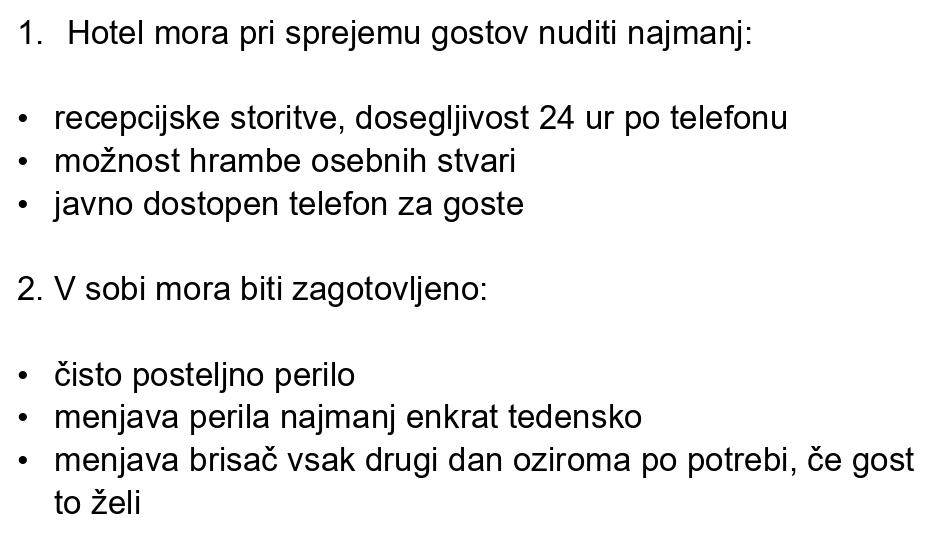 1. Hotel mora pri sprejemu gostov nuditi najmanj:
• recepcijske storitve, dosegljivost 24 ur po telefonu
• možnost hrambe osebnih stvari
• javno dostopen telefon za goste
2. V sobi mora biti zagotovljeno:
• čisto posteljno perilo
• menjava perila najmanj enkrat tedensko
• menjava brisač vsak drugi dan oziroma po potrebi, če gost
to želi